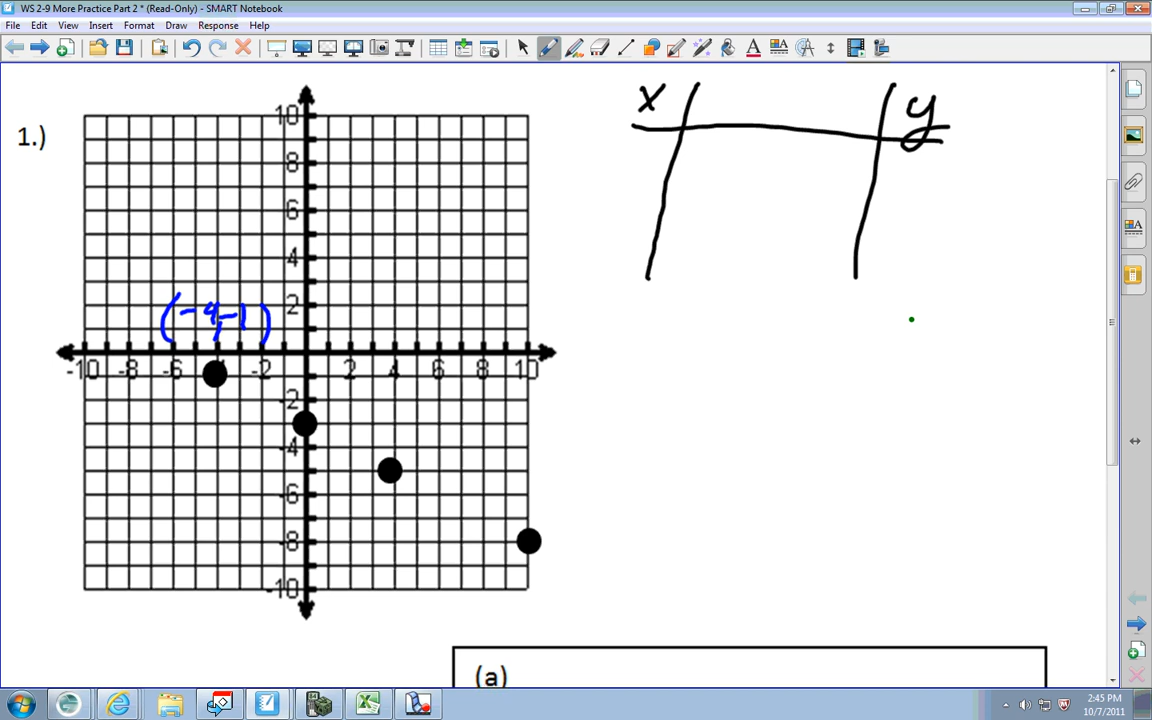 WS 2-9 More Practice Part 2 * (Read-Only) - SMART Notebook
File Edit View Insert Format Draw Response Help
1.)
10
8
6
4
2
-10 -8 -6 -4 -2 2 4 6 8 10
-2
-4
-6
-8
-10
(-4,-1)
x y
(a)
2:45 PM
10/7/2011